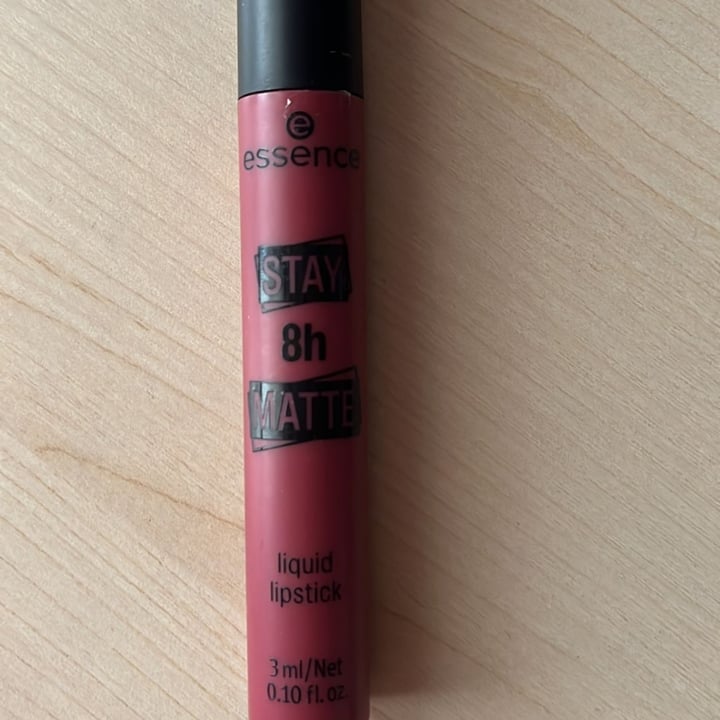 e
essence
STAY
8h
MATTE
liquid
lipstick
3 ml/Net
0.10 fl. oz.